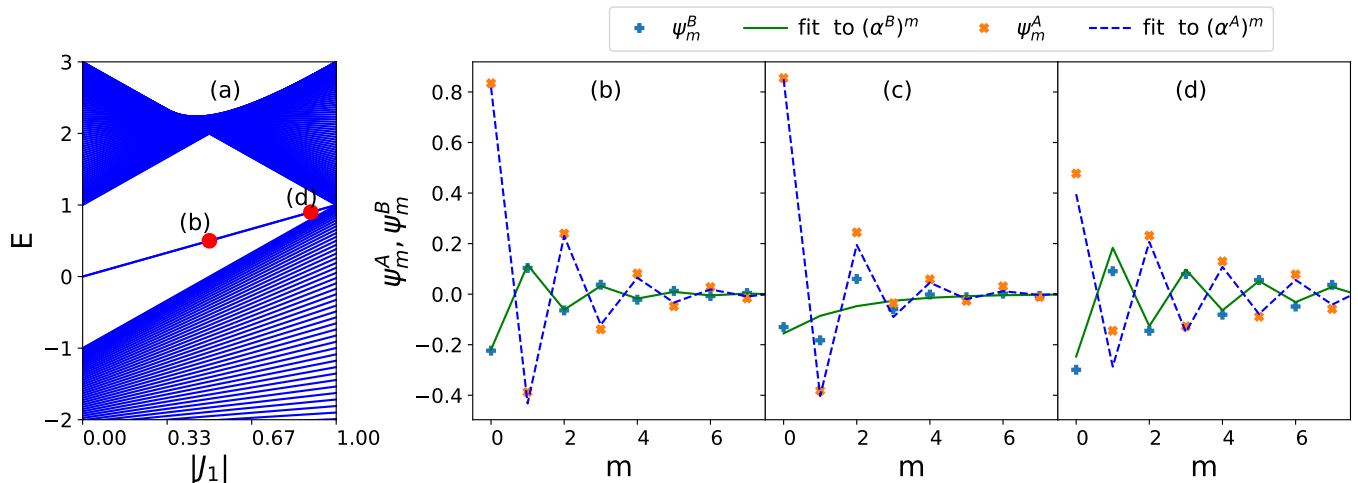 ψ_m^B fit to (α^B)^m ψ_m^A fit to (α^A)^m
(a)
(b)
(d)
E
3
2
1
0
−1
−2
0.00 0.33 0.67 1.00
|J_1|
(b) (c) (d)
ψ_m^A, ψ_m^B
0.8
0.6
0.4
0.2
0.0
−0.2
−0.4
0 2 4 6
0 2 4 6
0 2 4 6
m m m